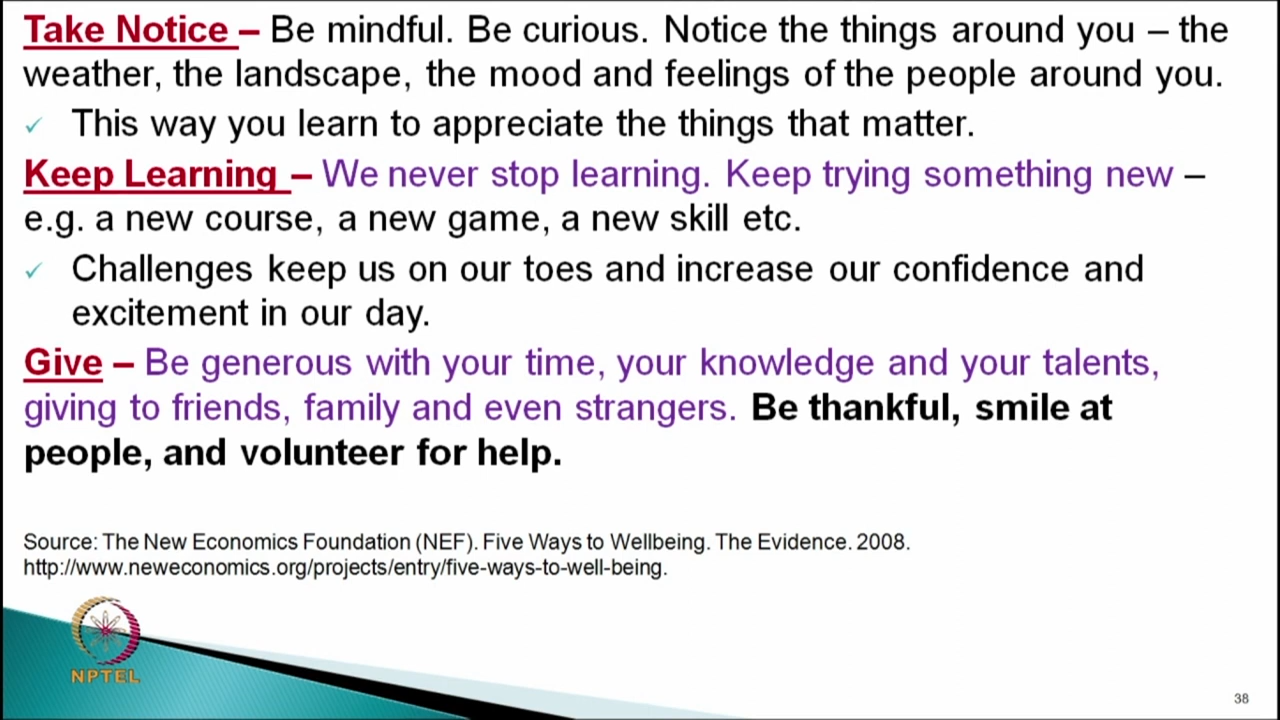 Take Notice – Be mindful. Be curious. Notice the things around you – the
weather, the landscape, the mood and feelings of the people around you.
✓ This way you learn to appreciate the things that matter.
Keep Learning – We never stop learning. Keep trying something new –
e.g. a new course, a new game, a new skill etc.
✓ Challenges keep us on our toes and increase our confidence and
excitement in our day.
Give – Be generous with your time, your knowledge and your talents,
giving to friends, family and even strangers. Be thankful, smile at
people, and volunteer for help.
Source: The New Economics Foundation (NEF). Five Ways to Wellbeing. The Evidence. 2008.
http://www.neweconomics.org/projects/entry/five-ways-to-well-being.
NPTEL
38